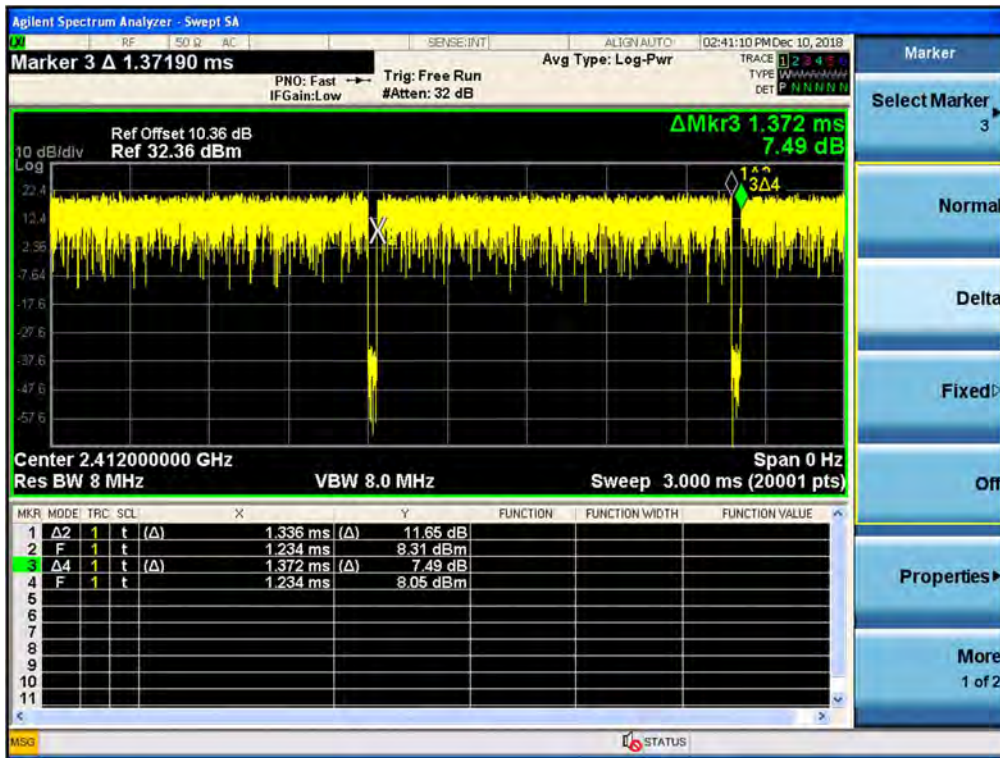 Agilent Spectrum Analyzer - Swept SA
LXI RF 50 Ω AC SENSE:INT ALIGN AUTO 02:41:10 PM Dec 10, 2018
Marker 3 Δ 1.37190 ms
PNO: Fast
IFGain:Low
Trig: Free Run
#Atten: 32 dB
Avg Type: Log-Pwr
TRACE 1 2 3 4 5 6
TYPE W
DET P N N N N N
ΔMkr3 1.372 ms
7.49 dB
Ref Offset 10.36 dB
10 dB/div Ref 32.36 dBm
Log
22.4
12.4
2.36
-7.64
-17.6
-27.6
-37.6
-47.6
-57.6
3Δ4
X
Center 2.412000000 GHz Span 0 Hz
Res BW 8 MHz VBW 8.0 MHz Sweep 3.000 ms (20001 pts)
MKR MODE TRC SCL X Y FUNCTION FUNCTION WIDTH FUNCTION VALUE
1 Δ2 1 t (Δ) 1.336 ms (Δ) 11.65 dB
2 F 1 t 1.234 ms 8.31 dBm
3 Δ4 1 t (Δ) 1.372 ms (Δ) 7.49 dB
4 F 1 t 1.234 ms 8.05 dBm
5
6
7
8
9
10
11
MSG STATUS
Marker
Select Marker
3
Normal
Delta
Fixed
Off
Properties
More
1 of 2